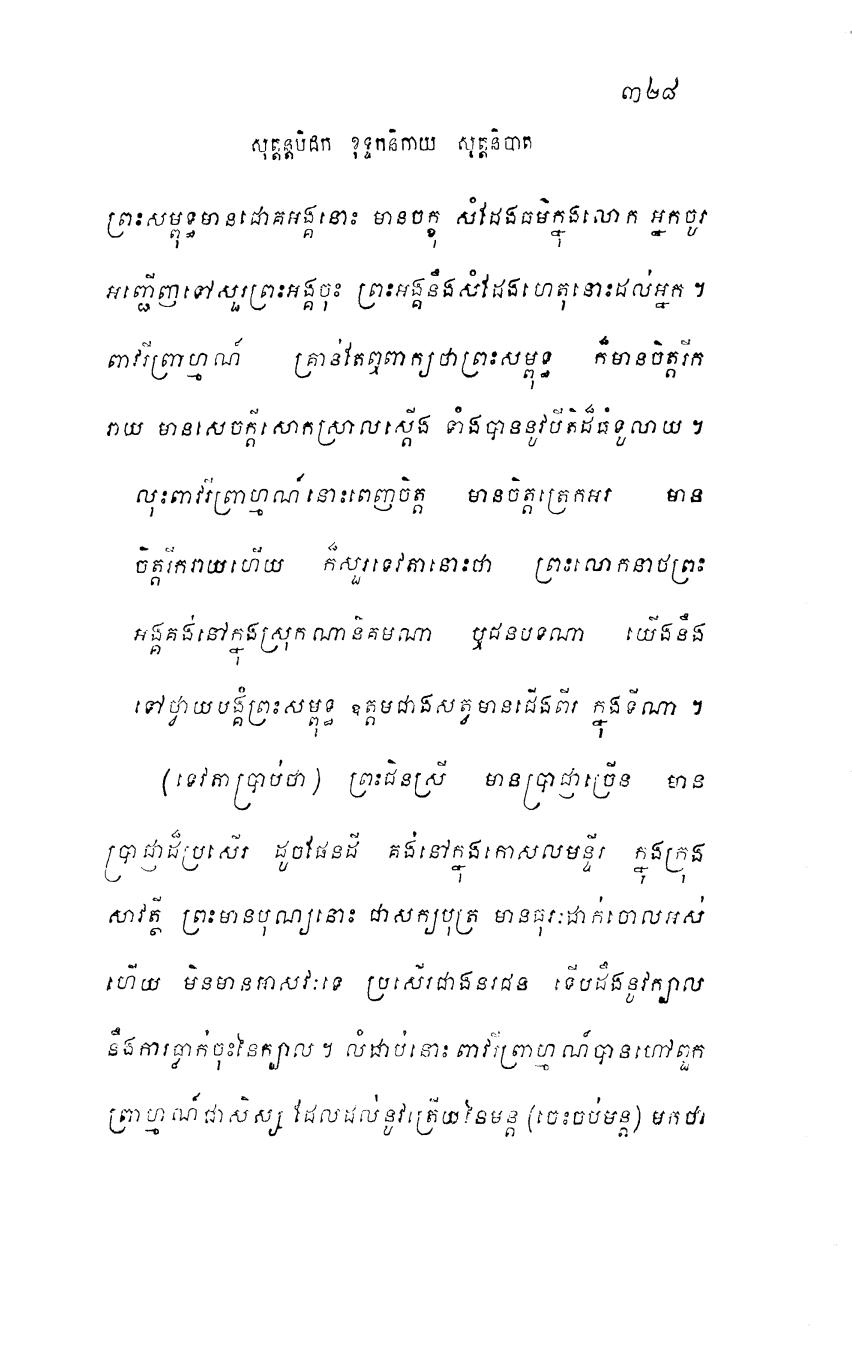 ៣២៨
សុត្តន្តបិដក ខុទ្ទកនិកាយ សុត្តនិបាត
ព្រះសម្ពុទ្ធមានជោគអង្គនោះ មានចក្ខុ សំដែងធម៌ក្នុងលោក អ្នកចូរ
អញ្ជើញទៅសួរព្រះអង្គចុះ ព្រះអង្គនឹងសំដែងហេតុនោះដល់អ្នក ។
ពាវរីព្រាហ្មណ៍ គ្រាន់តែឮពាក្យថាព្រះសម្ពុទ្ធ ក៏មានចិត្តរីក
រាយ មានសេចក្តីសោកស្រាលស្តើង ទាំងបាននូវបីតិដ៏ធំទូលាយ ។
លុះពាវរីព្រាហ្មណ៍នោះពេញចិត្ត មានចិត្តត្រេកអរ មាន
ចិត្តរីករាយហើយ ក៏សួរទេវតានោះថា ព្រះលោកនាថព្រះ
អង្គគង់នៅក្នុងស្រុកណានិគមណា ឬជនបទណា យើងនឹង
ទៅថ្វាយបង្គំព្រះសម្ពុទ្ធ ឧត្តមជាងសត្វមានជើងពីរ ក្នុងទីណា ។
(ទេវតាប្រាប់ថា) ព្រះជិនស្រី មានប្រាជ្ញាច្រើន មាន
ប្រាជ្ញាដ៏ប្រសើរ ដូចផែនដី គង់នៅក្នុងកោសលមន្ទីរ ក្នុងក្រុង
សាវត្ថី ព្រះមានបុណ្យនោះ ជាសក្យបុត្រ មានធុរៈដាក់ចោលអស់
ហើយ មិនមានអាសវៈទេ ប្រសើរជាងនរជន ទើបដឹងនូវក្បាល
នឹងការធ្លាក់ចុះនៃក្បាល ។ លំដាប់នោះ ពាវរីព្រាហ្មណ៍បានហៅពួក
ព្រាហ្មណ៍ជាសិស្ស ដែលដល់នូវត្រើយនៃមន្ត (ចេះចប់មន្ត) មកថា៖